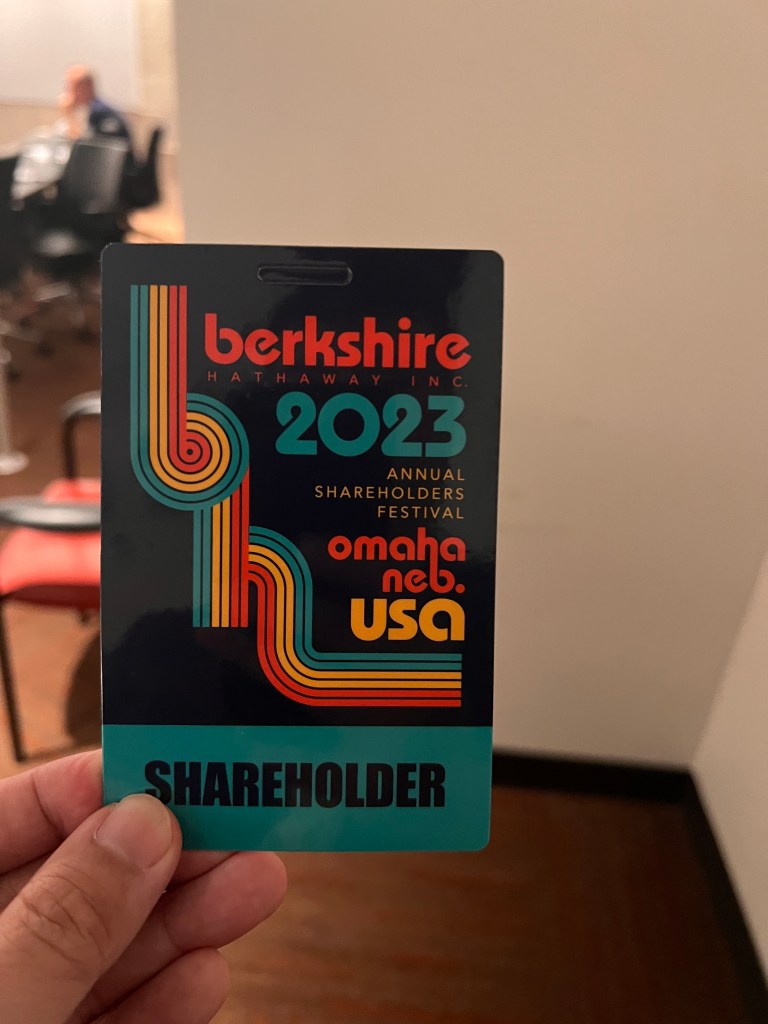 berkshire
HATHAWAY INC.
2023
ANNUAL
SHAREHOLDERS
FESTIVAL
omaha
neb.
usa
SHAREHOLDER